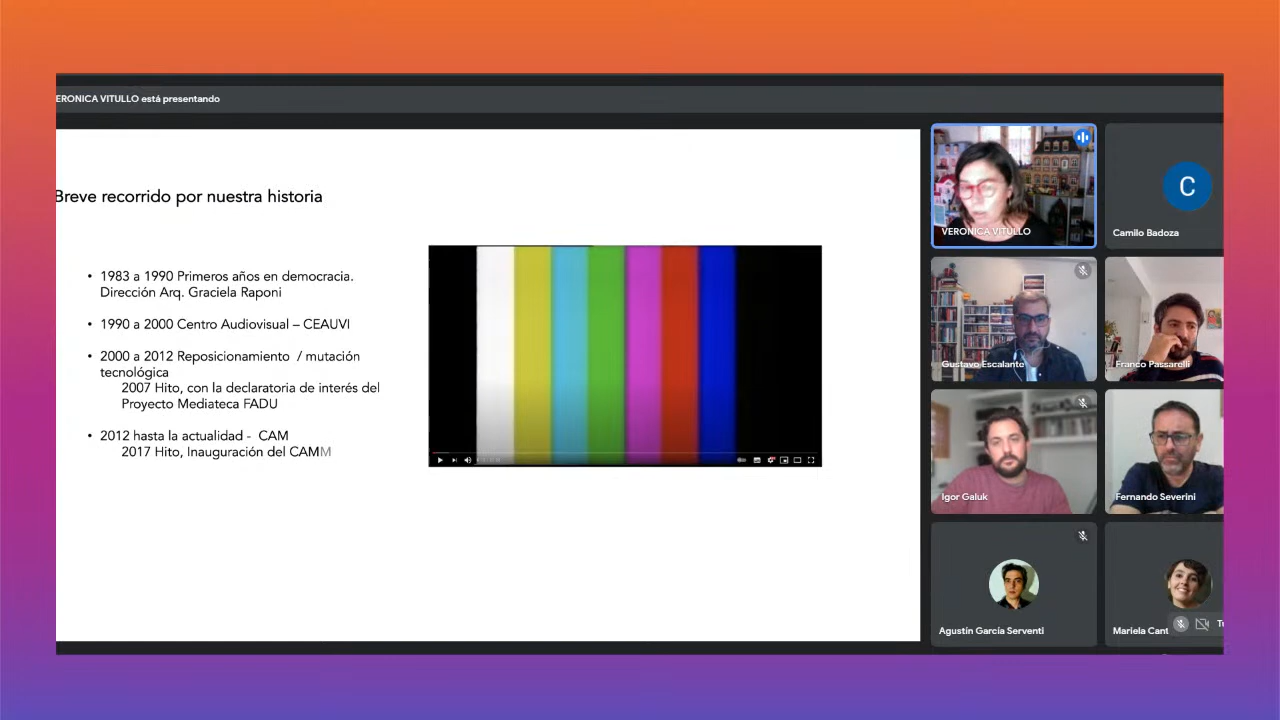 ERONICA VITULLO está presentando
Breve recorrido por nuestra historia
• 1983 a 1990 Primeros años en democracia.
Dirección Arq. Graciela Raponi
• 1990 a 2000 Centro Audiovisual – CEAUVI
• 2000 a 2012 Reposicionamiento / mutación
tecnológica
2007 Hito, con la declaratoria de interés del
Proyecto Mediateca FADU
• 2012 hasta la actualidad - CAM
2017 Hito, Inauguración del CAMM
VERONICA VITULLO
C
Camilo Badoza
Gustavo Escalante
Franco Passarelli
Igor Galuk
Fernando Severini
Agustín García Serventi
Mariela Cant